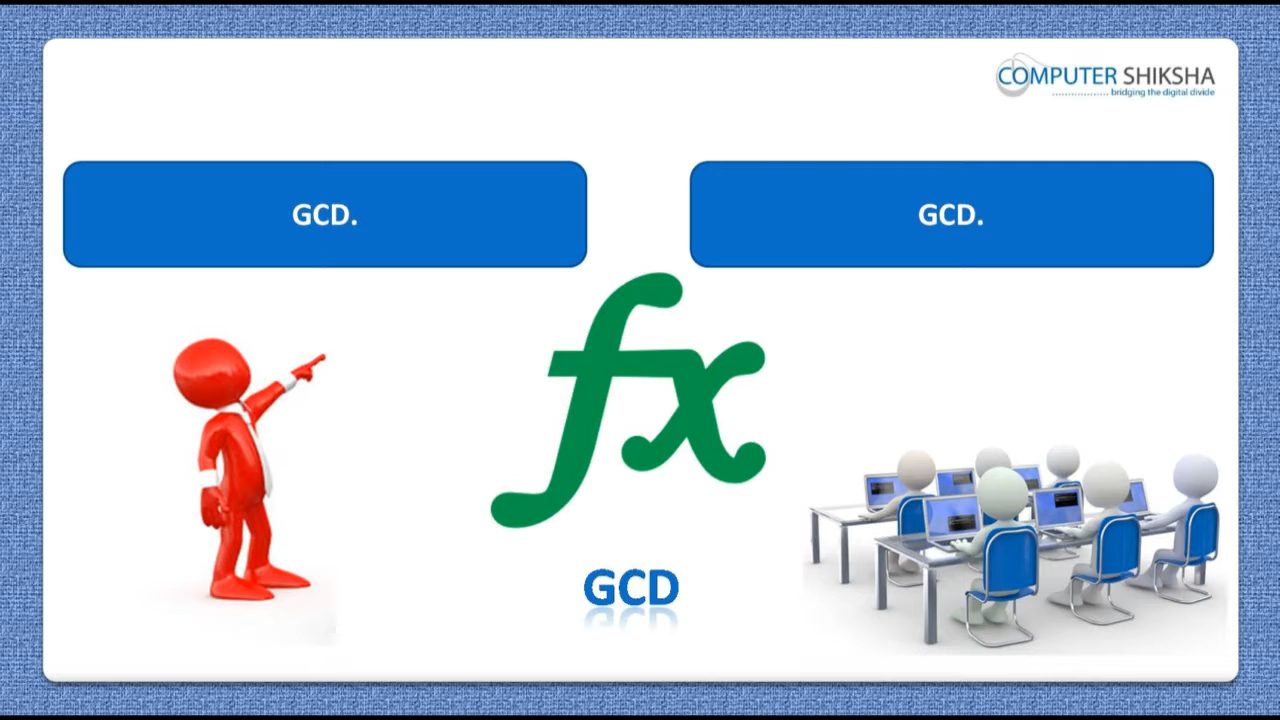 COMPUTER SHIKSHA
.................. bridging the digital divide
GCD.
GCD.
fx
GCD